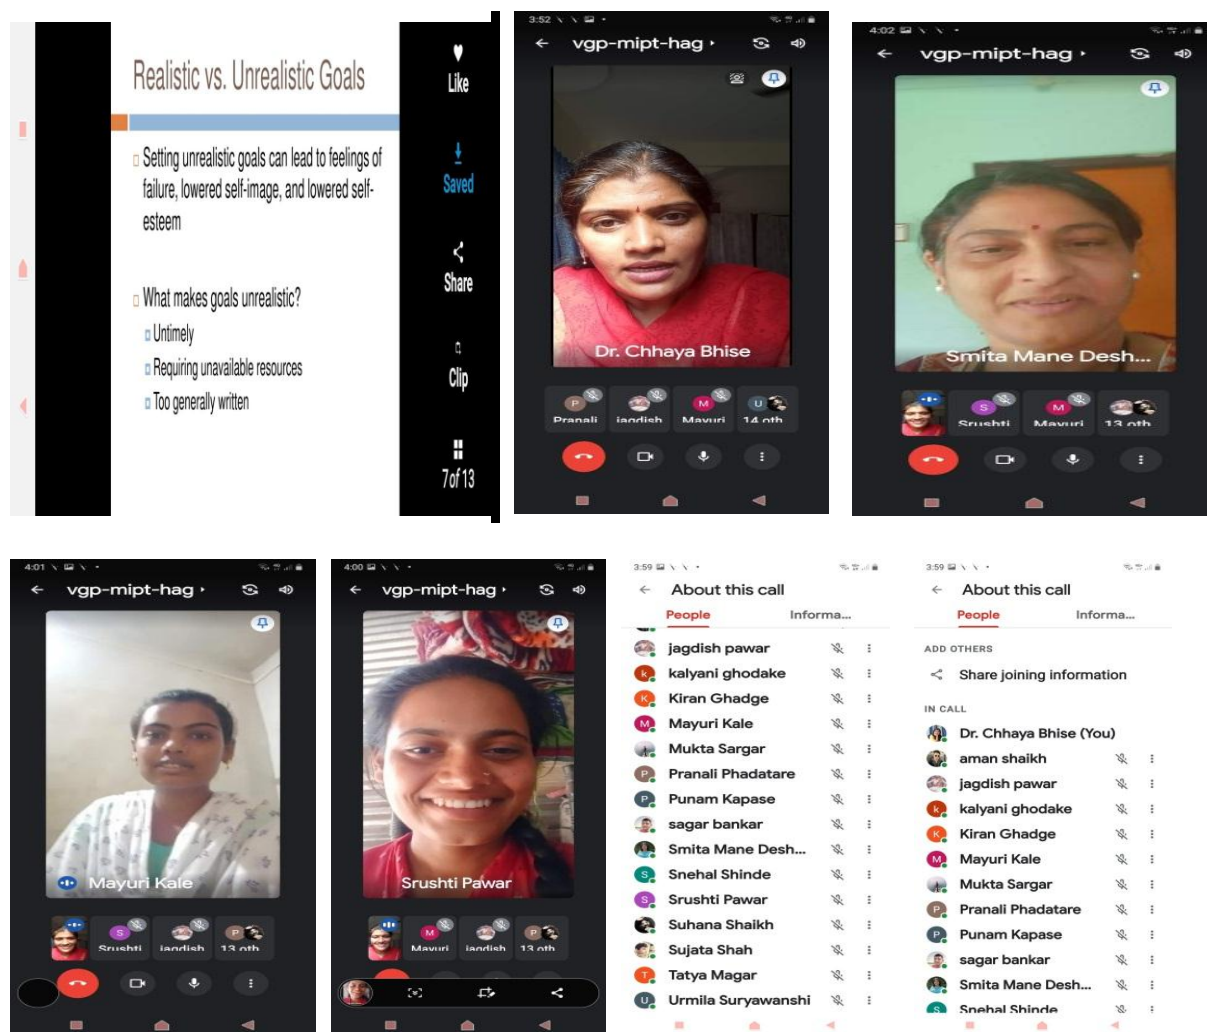 Realistic vs. Unrealistic Goals
Setting unrealistic goals can lead to feelings of
failure, lowered self-image, and lowered self-
esteem
What makes goals unrealistic?
Untimely
Requiring unavailable resources
Too generally written
Like
Saved
Share
Clip
7 of 13
3:52
vgp-mipt-hag
Dr. Chhaya Bhise
P
M
U
Pranali
jagdish
Mayuri
14 oth
4:02
vgp-mipt-hag
Smita Mane Desh...
S
M
Srushti
Mayuri
13 oth
4:01
vgp-mipt-hag
Mayuri Kale
S
P
Srushti
jagdish
13 oth
4:00
vgp-mipt-hag
Srushti Pawar
M
P
Mayuri
jagdish
13 oth
3:59
About this call
People
Informa...
jagdish pawar
k kalyani ghodake
K Kiran Ghadge
M Mayuri Kale
Mukta Sargar
P Pranali Phadatare
P Punam Kapase
sagar bankar
Smita Mane Desh...
S Snehal Shinde
S Srushti Pawar
Suhana Shaikh
Sujata Shah
T Tatya Magar
U Urmila Suryawanshi
3:59
About this call
People
Informa...
ADD OTHERS
Share joining information
IN CALL
Dr. Chhaya Bhise (You)
aman shaikh
jagdish pawar
k kalyani ghodake
K Kiran Ghadge
M Mayuri Kale
Mukta Sargar
P Pranali Phadatare
P Punam Kapase
sagar bankar
Smita Mane Desh...
S Snehal Shinde